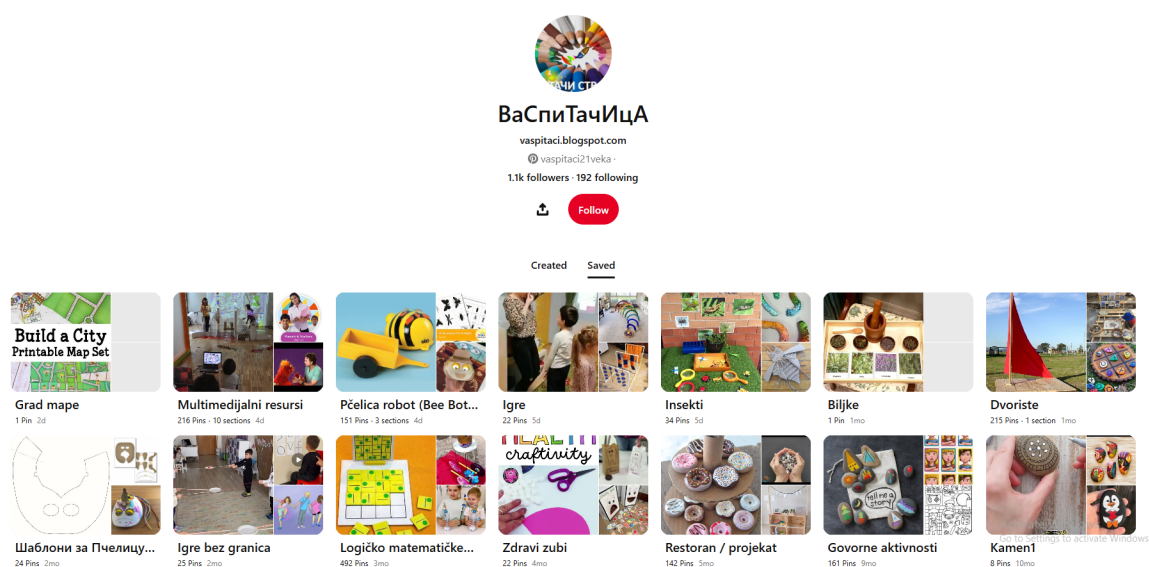 ВаСпиТачИцА
vaspitaci.blogspot.com
vaspitaci21veka ·
1.1k followers · 192 following
Follow
Created
Saved
Build a City
Printable Map Set
Grad mape
1 Pin 2d
Multimedijalni resursi
216 Pins · 10 sections 4d
Pčelica robot (Bee Bot...
151 Pins · 3 sections 4d
Igre
22 Pins 5d
Insekti
34 Pins 5d
Biljke
1 Pin 1mo
Dvoriste
215 Pins · 1 section 1mo
Шаблони за Пчелицу...
24 Pins 2mo
Igre bez granica
25 Pins 2mo
Logičko matematičke...
492 Pins 3mo
craftivity
Zdravi zubi
22 Pins 4mo
Restoran / projekat
142 Pins 5mo
tell me a
story
Govorne aktivnosti
161 Pins 9mo
Kamen1
8 Pins 10mo
Go to Settings to activate Windows